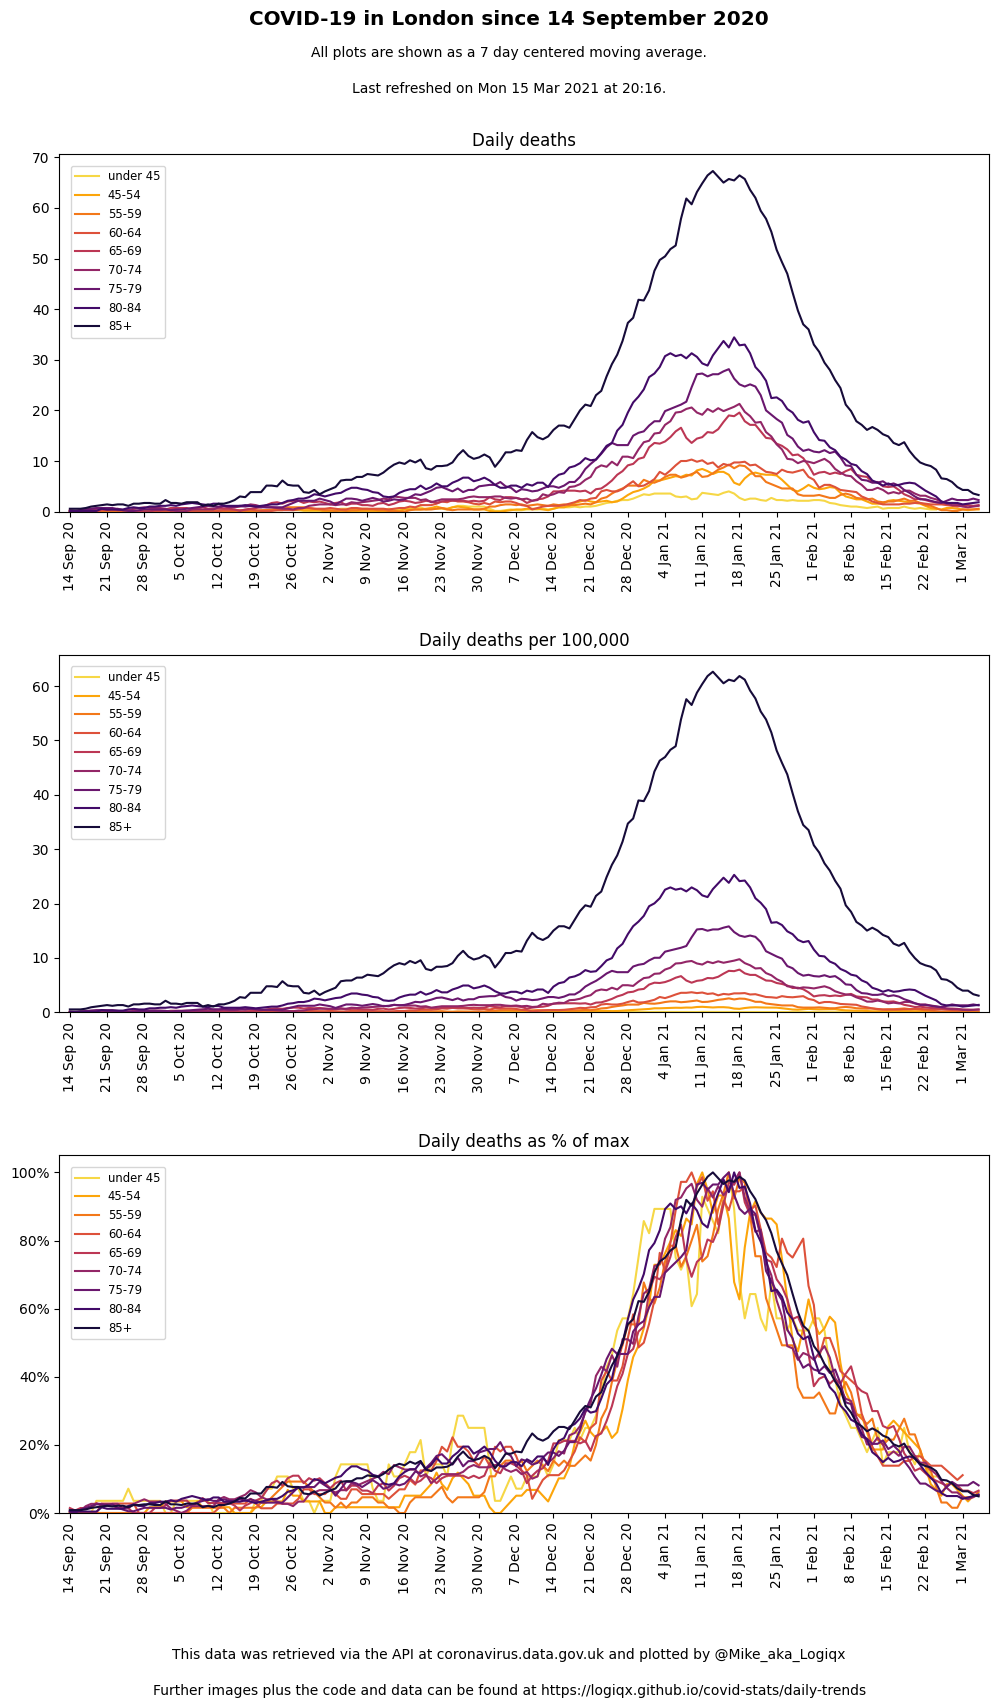 COVID-19 in London since 14 September 2020
All plots are shown as a 7 day centered moving average.
Last refreshed on Mon 15 Mar 2021 at 20:16.
Daily deaths
70
60
50
40
30
20
10
0
under 45
45-54
55-59
60-64
65-69
70-74
75-79
80-84
85+
14 Sep 20
21 Sep 20
28 Sep 20
5 Oct 20
12 Oct 20
19 Oct 20
26 Oct 20
2 Nov 20
9 Nov 20
16 Nov 20
23 Nov 20
30 Nov 20
7 Dec 20
14 Dec 20
21 Dec 20
28 Dec 20
4 Jan 21
11 Jan 21
18 Jan 21
25 Jan 21
1 Feb 21
8 Feb 21
15 Feb 21
22 Feb 21
1 Mar 21
Daily deaths per 100,000
60
50
40
30
20
10
0
under 45
45-54
55-59
60-64
65-69
70-74
75-79
80-84
85+
14 Sep 20
21 Sep 20
28 Sep 20
5 Oct 20
12 Oct 20
19 Oct 20
26 Oct 20
2 Nov 20
9 Nov 20
16 Nov 20
23 Nov 20
30 Nov 20
7 Dec 20
14 Dec 20
21 Dec 20
28 Dec 20
4 Jan 21
11 Jan 21
18 Jan 21
25 Jan 21
1 Feb 21
8 Feb 21
15 Feb 21
22 Feb 21
1 Mar 21
Daily deaths as % of max
100%
80%
60%
40%
20%
0%
under 45
45-54
55-59
60-64
65-69
70-74
75-79
80-84
85+
14 Sep 20
21 Sep 20
28 Sep 20
5 Oct 20
12 Oct 20
19 Oct 20
26 Oct 20
2 Nov 20
9 Nov 20
16 Nov 20
23 Nov 20
30 Nov 20
7 Dec 20
14 Dec 20
21 Dec 20
28 Dec 20
4 Jan 21
11 Jan 21
18 Jan 21
25 Jan 21
1 Feb 21
8 Feb 21
15 Feb 21
22 Feb 21
1 Mar 21
This data was retrieved via the API at coronavirus.data.gov.uk and plotted by @Mike_aka_Logiqx
Further images plus the code and data can be found at https://logiqx.github.io/covid-stats/daily-trends